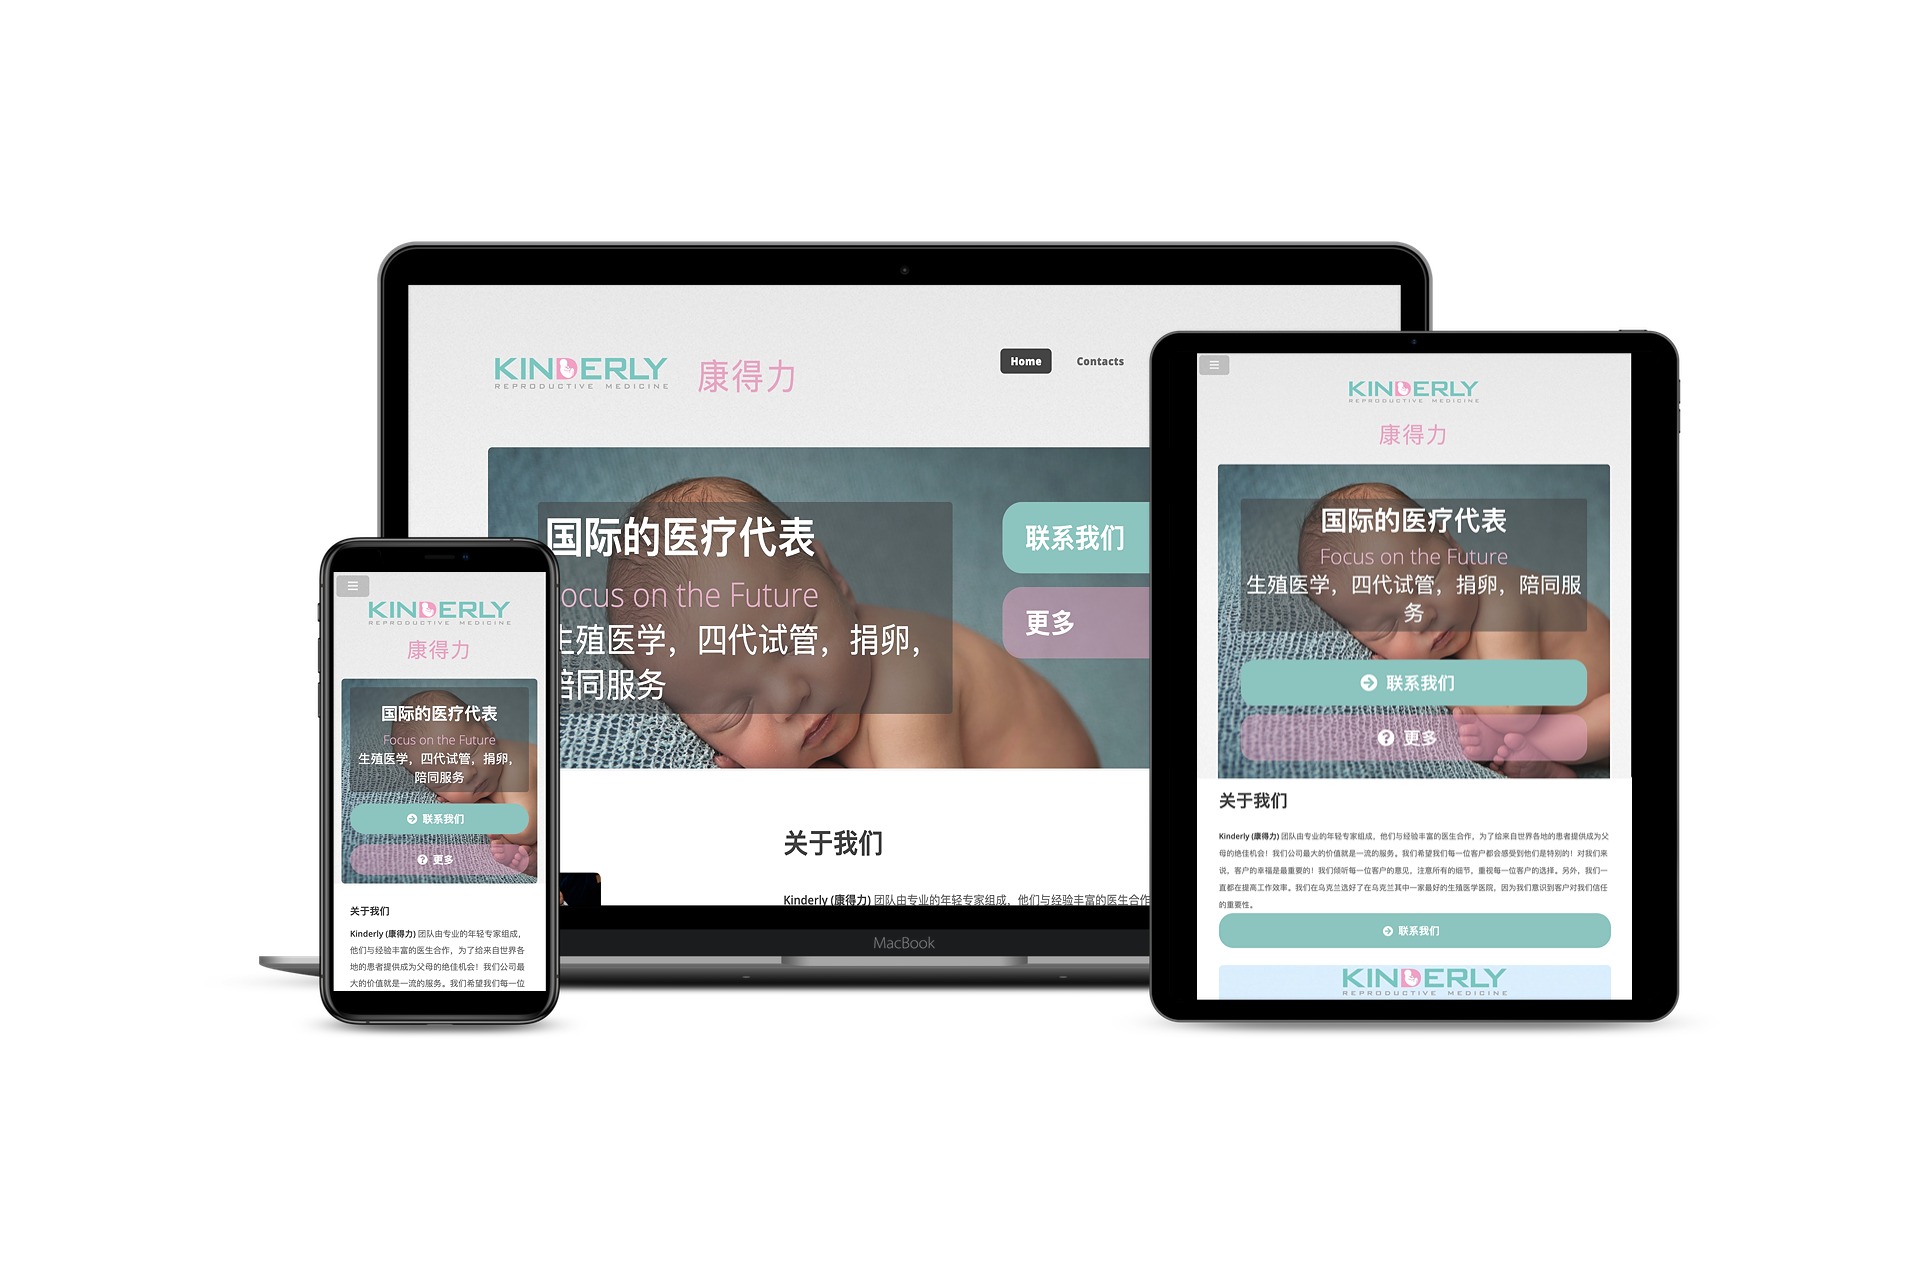 KINDERLY
REPRODUCTIVE MEDICINE
康得力
Home
Contacts
国际的医疗代表
ocus on the Future
殖医学，四代试管，捐卵，
同服务
联系我们
更多
关于我们
Kinderly (康得力) 团队由专业的年轻专家组成，他们与经验丰富的医生合作
MacBook
KINDERLY
REPRODUCTIVE MEDICINE
康得力
国际的医疗代表
Focus on the Future
生殖医学，四代试管，捐卵，
陪同服务
联系我们
更多
关于我们
Kinderly (康得力) 团队由专业的年轻专家组成，
他们与经验丰富的医生合作，为了给来自世界各
地的患者提供成为父母的绝佳机会！我们公司最
大的价值就是一流的服务。我们希望我们每一位
KINDERLY
REPRODUCTIVE MEDICINE
康得力
国际的医疗代表
Focus on the Future
生殖医学，四代试管，捐卵，陪同服
务
联系我们
更多
关于我们
Kinderly (康得力) 团队由专业的年轻专家组成，他们与经验丰富的医生合作，为了给来自世界各地的患者提供成为父
母的绝佳机会！我们公司最大的价值就是一流的服务。我们希望我们每一位客户都会感受到他们是特别的！对我们来
说，客户的幸福是最重要的！我们倾听每一位客户的意见，注意所有的细节，重视每一位客户的选择。另外，我们一
直都在提高工作效率。我们在乌克兰选好了在乌克兰其中一家最好的生殖医学医院，因为我们意识到客户对我们信任
的重要性。
联系我们
KINDERLY
REPRODUCTIVE MEDICINE